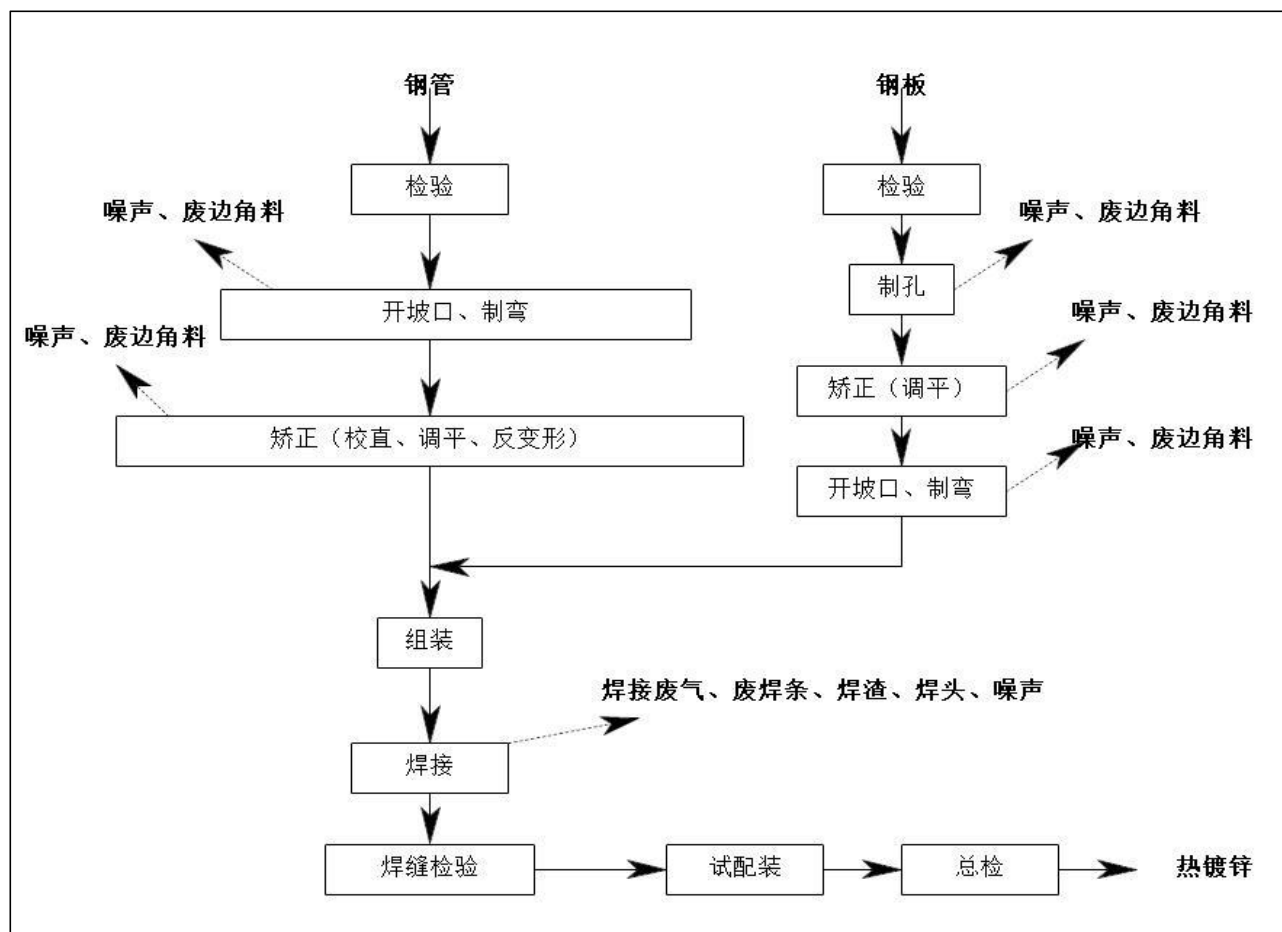 钢管
钢板
检验
检验
噪声、废边角料
噪声、废边角料
制孔
开坡口、制弯
噪声、废边角料
噪声、废边角料
矫正（调平）
矫正（校直、调平、反变形）
噪声、废边角料
开坡口、制弯
组装
焊接废气、废焊条、焊渣、焊头、噪声
焊接
焊缝检验
试配装
总检
热镀锌